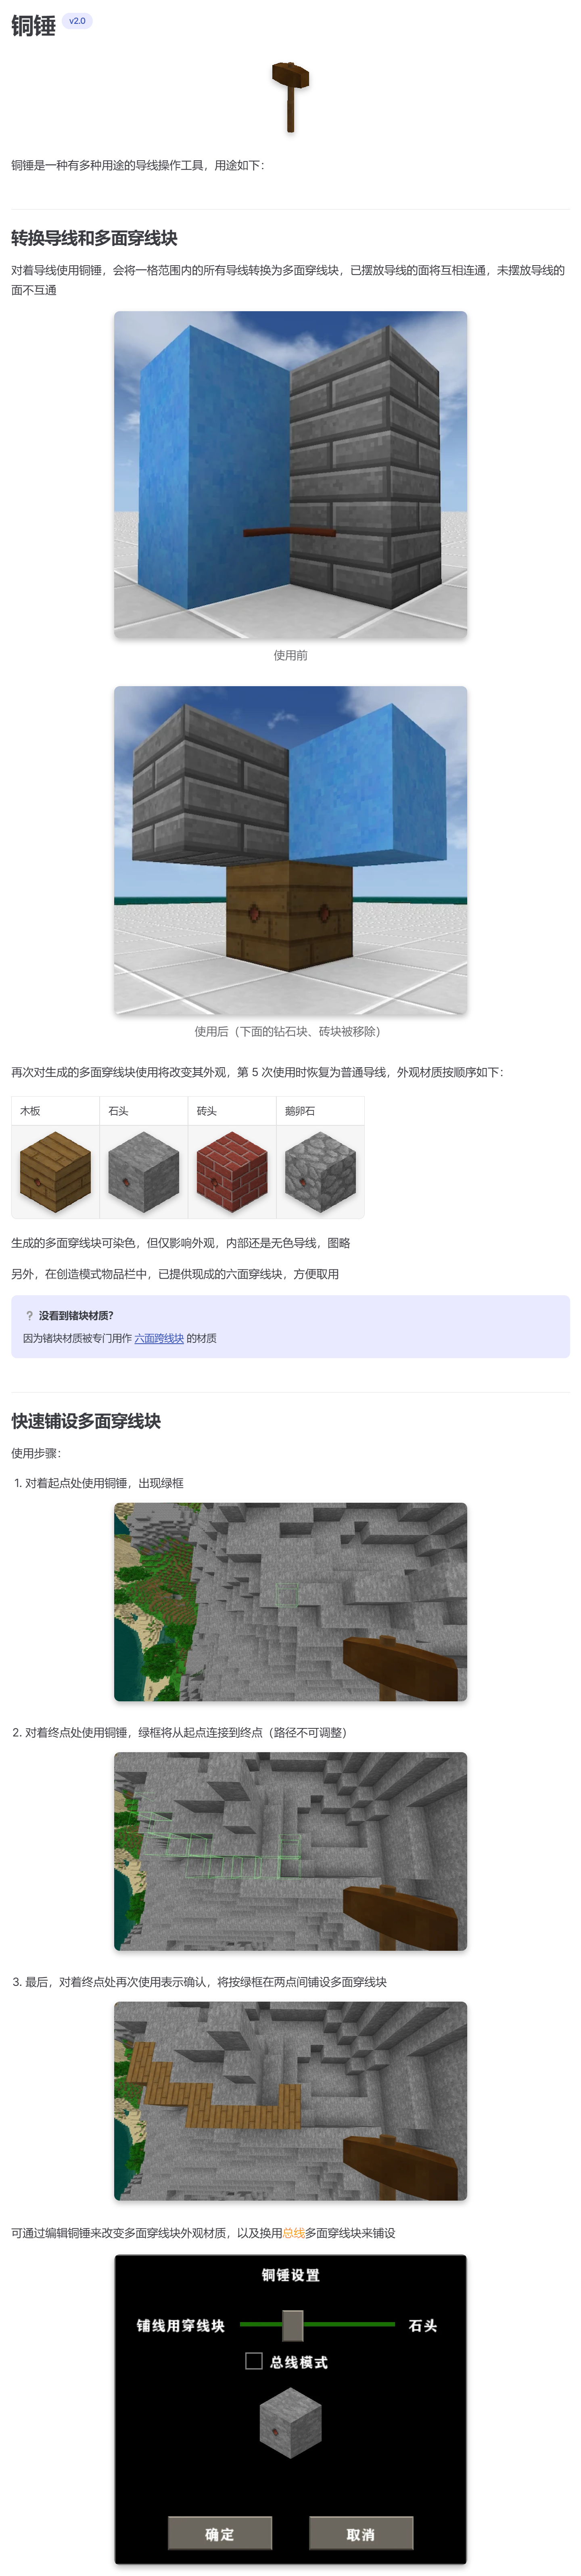 铜锤 v2.0
铜锤是一种有多种用途的导线操作工具，用途如下：
转换导线和多面穿线块
对着导线使用铜锤，会将一格范围内的所有导线转换为多面穿线块，已摆放导线的面将互相连通，未摆放导线的
面不互通
使用前
使用后（下面的钻石块、砖块被移除）
再次对生成的多面穿线块使用将改变其外观，第 5 次使用时恢复为普通导线，外观材质按顺序如下：
木板 石头 砖头 鹅卵石
生成的多面穿线块可染色，但仅影响外观，内部还是无色导线，图略
另外，在创造模式物品栏中，已提供现成的六面穿线块，方便取用
❔ 没看到锗块材质？
因为锗块材质被专门用作 六面跨线块 的材质
快速铺设多面穿线块
使用步骤：
1. 对着起点处使用铜锤，出现绿框
2. 对着终点处使用铜锤，绿框将从起点连接到终点（路径不可调整）
3. 最后，对着终点处再次使用表示确认，将按绿框在两点间铺设多面穿线块
可通过编辑铜锤来改变多面穿线块外观材质，以及换用总线多面穿线块来铺设
铜锤设置
铺线用穿线块 石头
总线模式
确定 取消